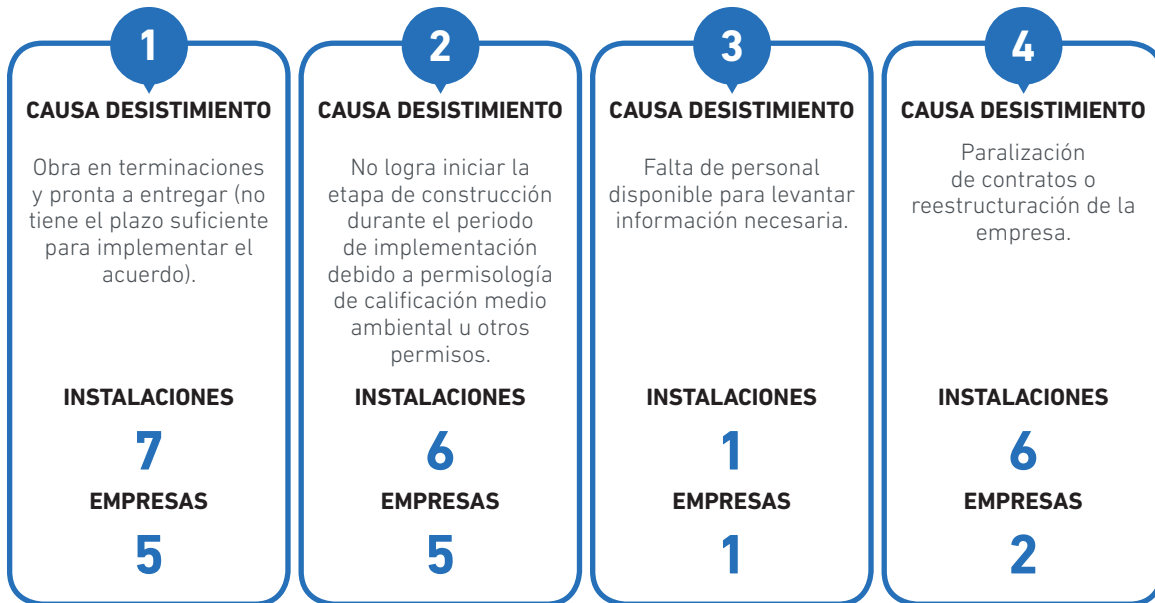 1
CAUSA DESISTIMIENTO
Obra en terminaciones
y pronta a entregar (no
tiene el plazo suficiente
para implementar el
acuerdo).
INSTALACIONES
7
EMPRESAS
5
2
CAUSA DESISTIMIENTO
No logra iniciar la
etapa de construcción
durante el periodo
de implementación
debido a permisología
de calificación medio
ambiental u otros
permisos.
INSTALACIONES
6
EMPRESAS
5
3
CAUSA DESISTIMIENTO
Falta de personal
disponible para levantar
información necesaria.
INSTALACIONES
1
EMPRESAS
1
4
CAUSA DESISTIMIENTO
Paralización
de contratos o
reestructuración de la
empresa.
INSTALACIONES
6
EMPRESAS
2